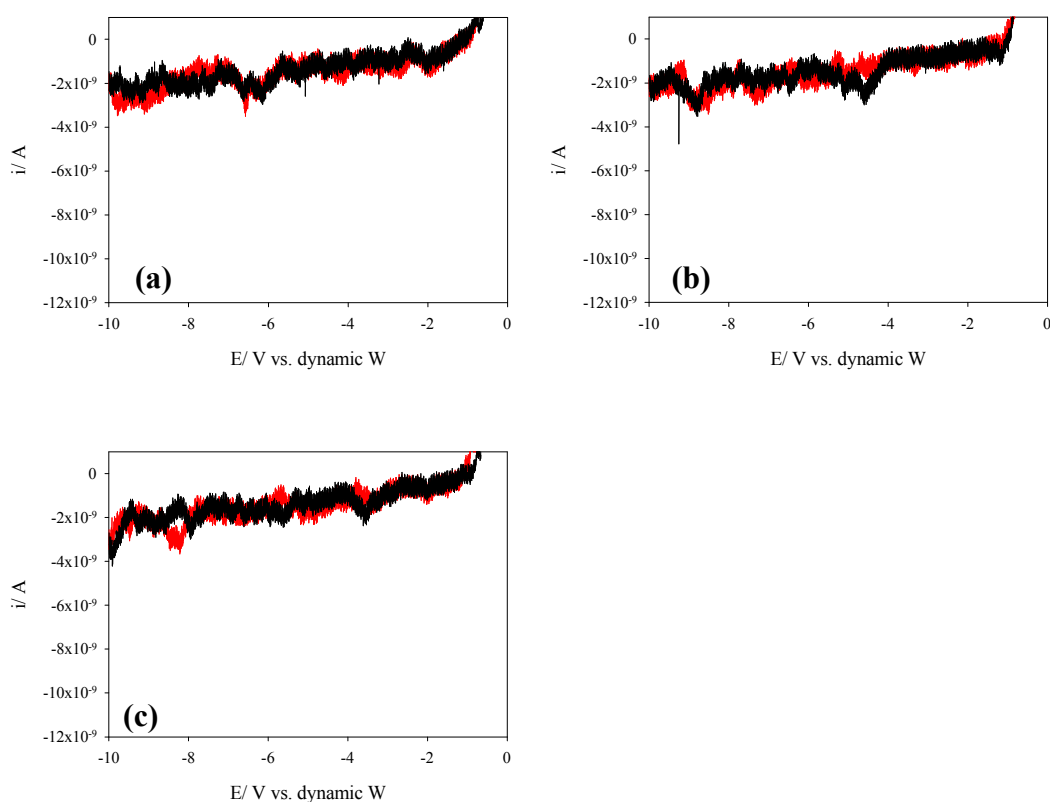 0
-2x10-9
-4x10-9
-6x10-9
-8x10-9
-10x10-9
-12x10-9
i/ A
(a)
-10 -8 -6 -4 -2 0
E/ V vs. dynamic W
0
-2x10-9
-4x10-9
-6x10-9
-8x10-9
-10x10-9
-12x10-9
i/ A
(b)
-10 -8 -6 -4 -2 0
E/ V vs. dynamic W
0
-2x10-9
-4x10-9
-6x10-9
-8x10-9
-10x10-9
-12x10-9
i/ A
(c)
-10 -8 -6 -4 -2 0
E/ V vs. dynamic W